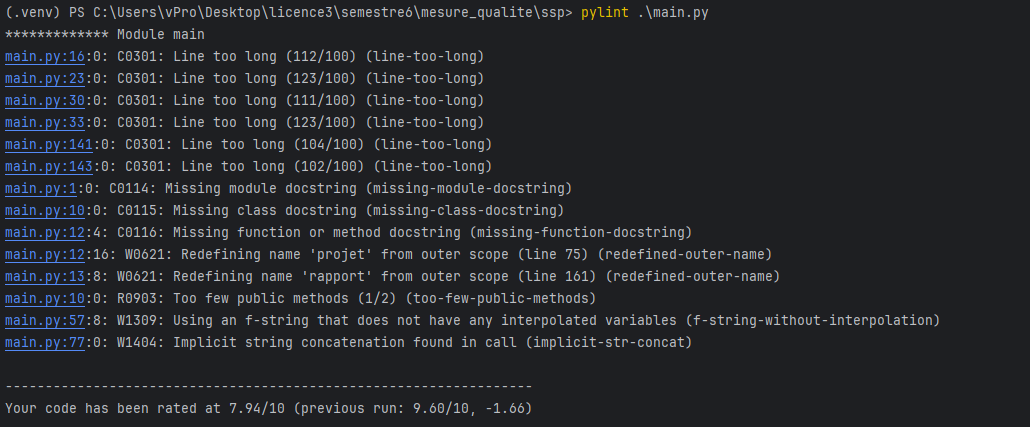 (.venv) PS C:\Users\vPro\Desktop\licence3\semestre6\mesure_qualite\ssp> pylint .\main.py
************* Module main
main.py:16:0: C0301: Line too long (112/100) (line-too-long)
main.py:23:0: C0301: Line too long (123/100) (line-too-long)
main.py:30:0: C0301: Line too long (111/100) (line-too-long)
main.py:33:0: C0301: Line too long (123/100) (line-too-long)
main.py:141:0: C0301: Line too long (104/100) (line-too-long)
main.py:143:0: C0301: Line too long (102/100) (line-too-long)
main.py:1:0: C0114: Missing module docstring (missing-module-docstring)
main.py:10:0: C0115: Missing class docstring (missing-class-docstring)
main.py:12:4: C0116: Missing function or method docstring (missing-function-docstring)
main.py:12:16: W0621: Redefining name 'projet' from outer scope (line 75) (redefined-outer-name)
main.py:13:8: W0621: Redefining name 'rapport' from outer scope (line 161) (redefined-outer-name)
main.py:10:0: R0903: Too few public methods (1/2) (too-few-public-methods)
main.py:57:8: W1309: Using an f-string that does not have any interpolated variables (f-string-without-interpolation)
main.py:77:0: W1404: Implicit string concatenation found in call (implicit-str-concat)
------------------------------------------------------------------
Your code has been rated at 7.94/10 (previous run: 9.60/10, -1.66)